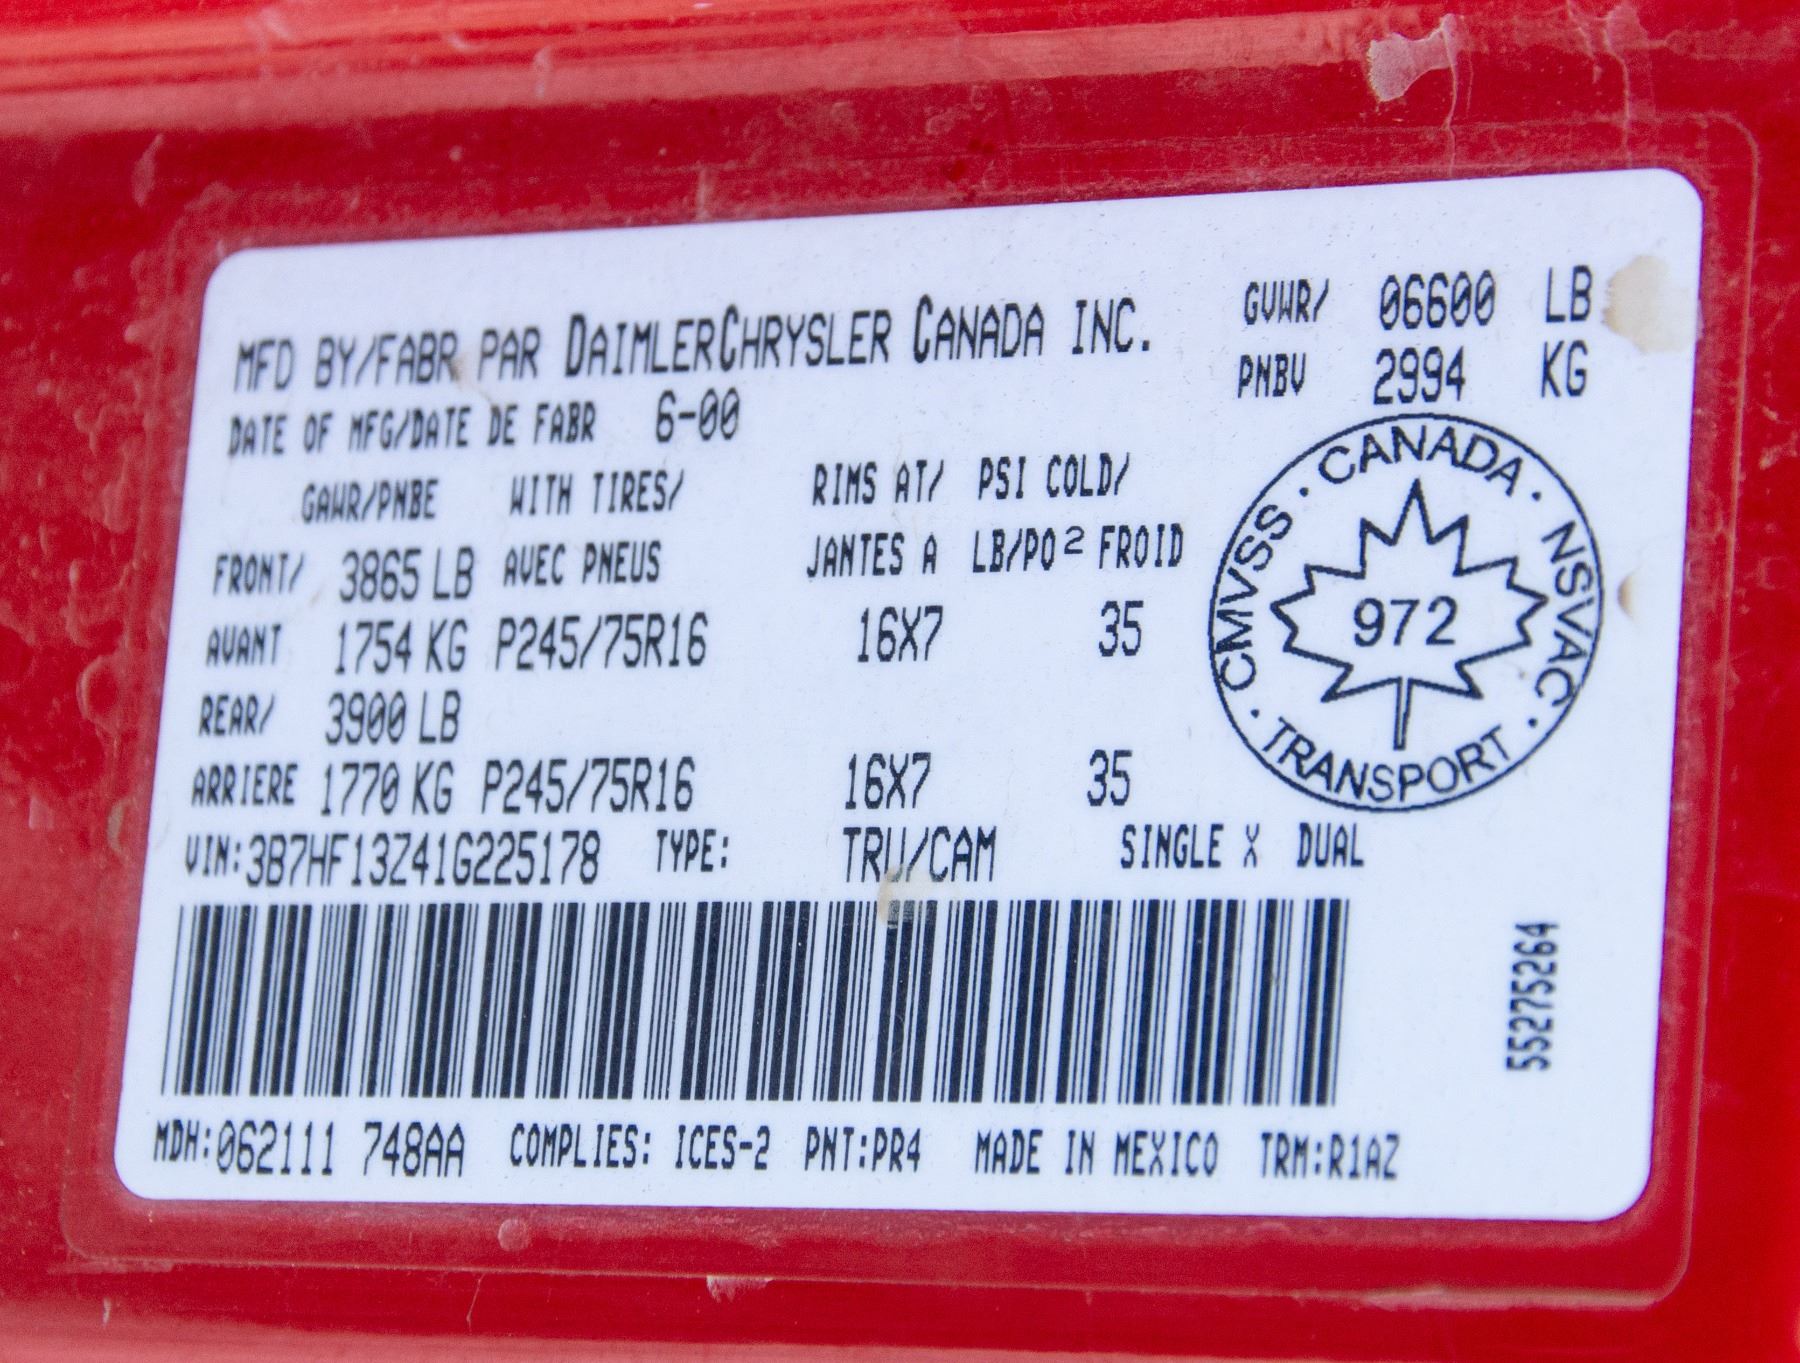 MFD BY/FABR PAR DAIMLERCHRYSLER CANADA INC. GVWR/ 06600 LB
PNBV 2994 KG
DATE OF MFG/DATE DE FABR 6-00
GAWR/PNBE WITH TIRES/ RIMS AT/ PSI COLD/
FRONT/ 3865 LB AVEC PNEUS JANTES A LB/PO² FROID
AVANT 1754 KG P245/75R16 16X7 35
REAR/ 3900 LB
ARRIERE 1770 KG P245/75R16 16X7 35
CANADA · NSVAC · TRANSPORT · CMVSS ·
972
VIN:3B7HF13Z41G225178 TYPE: TRU/CAM SINGLE X DUAL
55275264
MDH:062111 748AA COMPLIES: ICES-2 PNT:PR4 MADE IN MEXICO TRM:R1AZ